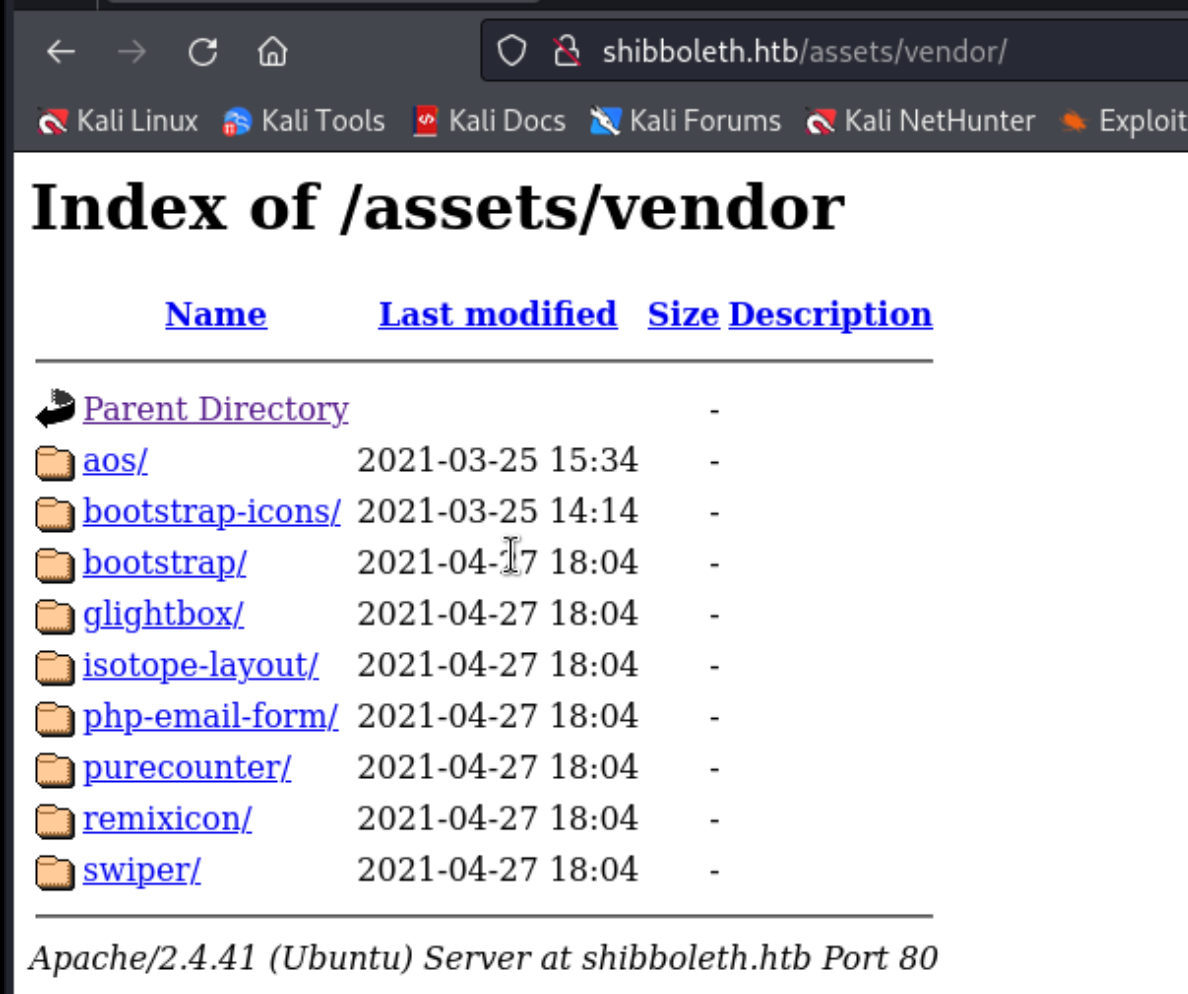 shibboleth.htb/assets/vendor/
Kali Linux Kali Tools Kali Docs Kali Forums Kali NetHunter Exploit
Index of /assets/vendor
Name Last modified Size Description
Parent Directory -
aos/ 2021-03-25 15:34 -
bootstrap-icons/ 2021-03-25 14:14 -
bootstrap/ 2021-04-27 18:04 -
glightbox/ 2021-04-27 18:04 -
isotope-layout/ 2021-04-27 18:04 -
php-email-form/ 2021-04-27 18:04 -
purecounter/ 2021-04-27 18:04 -
remixicon/ 2021-04-27 18:04 -
swiper/ 2021-04-27 18:04 -
Apache/2.4.41 (Ubuntu) Server at shibboleth.htb Port 80